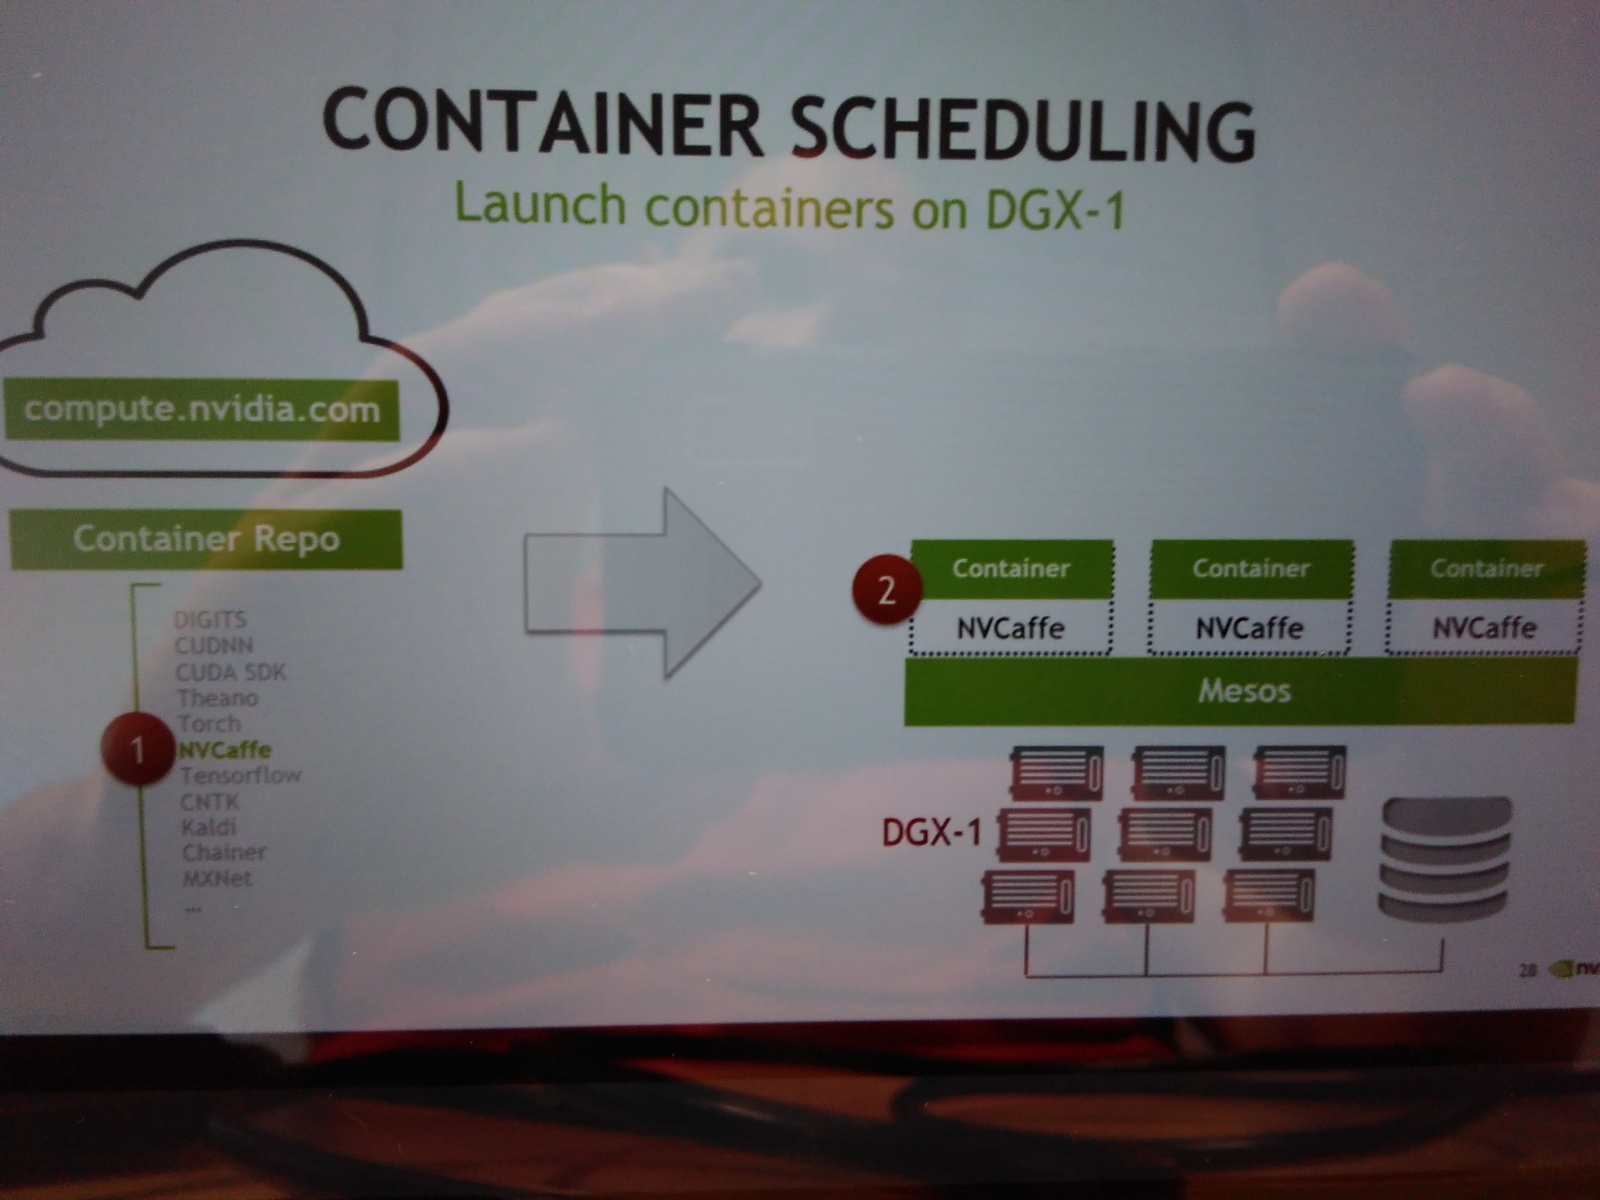 CONTAINER SCHEDULING
Launch containers on DGX-1
compute.nvidia.com
Container Repo
DIGITS
CUDNN
CUDA SDK
Theano
Torch
1
NVCaffe
Tensorflow
CNTK
Kaldi
Chainer
MXNet
...
2
Container
Container
Container
NVCaffe
NVCaffe
NVCaffe
Mesos
DGX-1
28